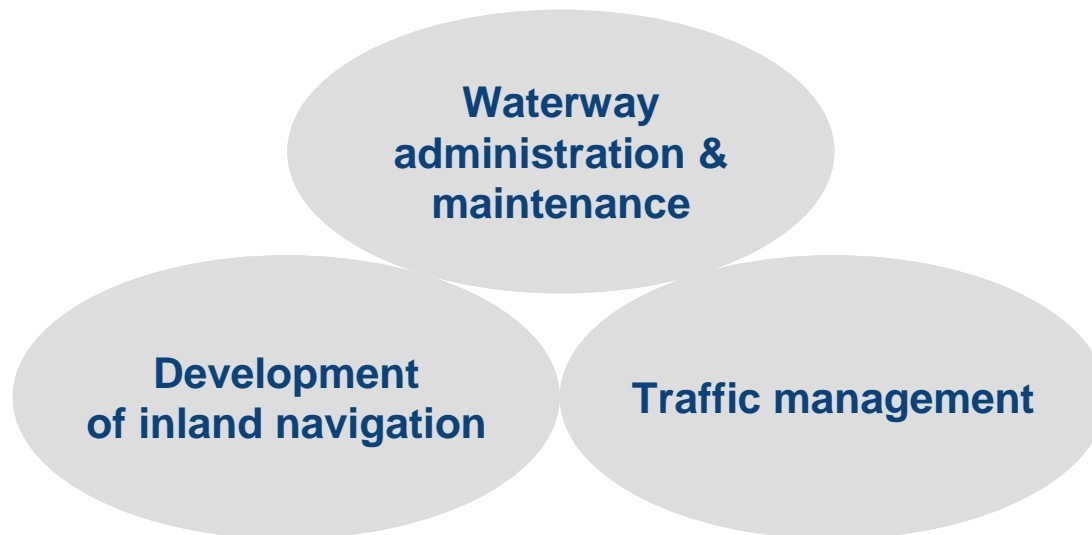 Waterway
administration &
maintenance
Development
of inland navigation
Traffic management